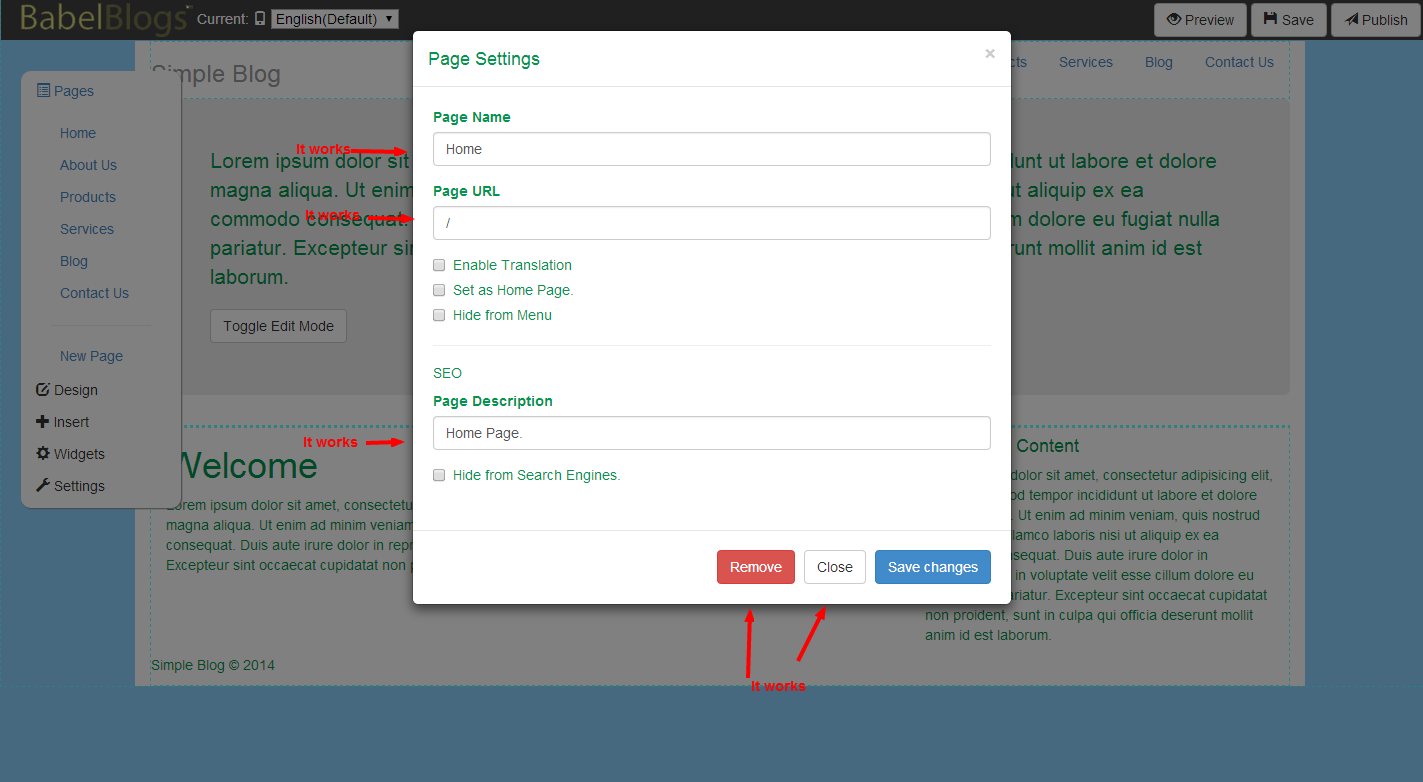 BabelBlogs Current: English(Default) Preview Save Publish
Simple Blog cts Services Blog Contact Us
Pages
Home
About Us
Products
Services
Blog
Contact Us
New Page
Design
Insert
Widgets
Settings
Page Settings ×
Page Name
It works
Home
Page URL
It works
/
Enable Translation
Set as Home Page.
Hide from Menu
SEO
Page Description
It works
Home Page.
Hide from Search Engines.
Remove Close Save changes
It works
Lorem ipsum dolor sit
magna aliqua. Ut enim
commodo consequat.
pariatur. Excepteur sin
laborum.
dunt ut labore et dolore
ut aliquip ex ea
m dolore eu fugiat nulla
runt mollit anim id est
Toggle Edit Mode
Welcome
Lorem ipsum dolor sit amet, consectetu
magna aliqua. Ut enim ad minim veniam
consequat. Duis aute irure dolor in repr
Excepteur sint occaecat cupidatat non p
Content
dolor sit amet, consectetur adipisicing elit,
od tempor incididunt ut labore et dolore
Ut enim ad minim veniam, quis nostrud
llamco laboris nisi ut aliquip ex ea
sequat. Duis aute irure dolor in
in voluptate velit esse cillum dolore eu
ariatur. Excepteur sint occaecat cupidatat
non proident, sunt in culpa qui officia deserunt mollit
anim id est laborum.
Simple Blog © 2014